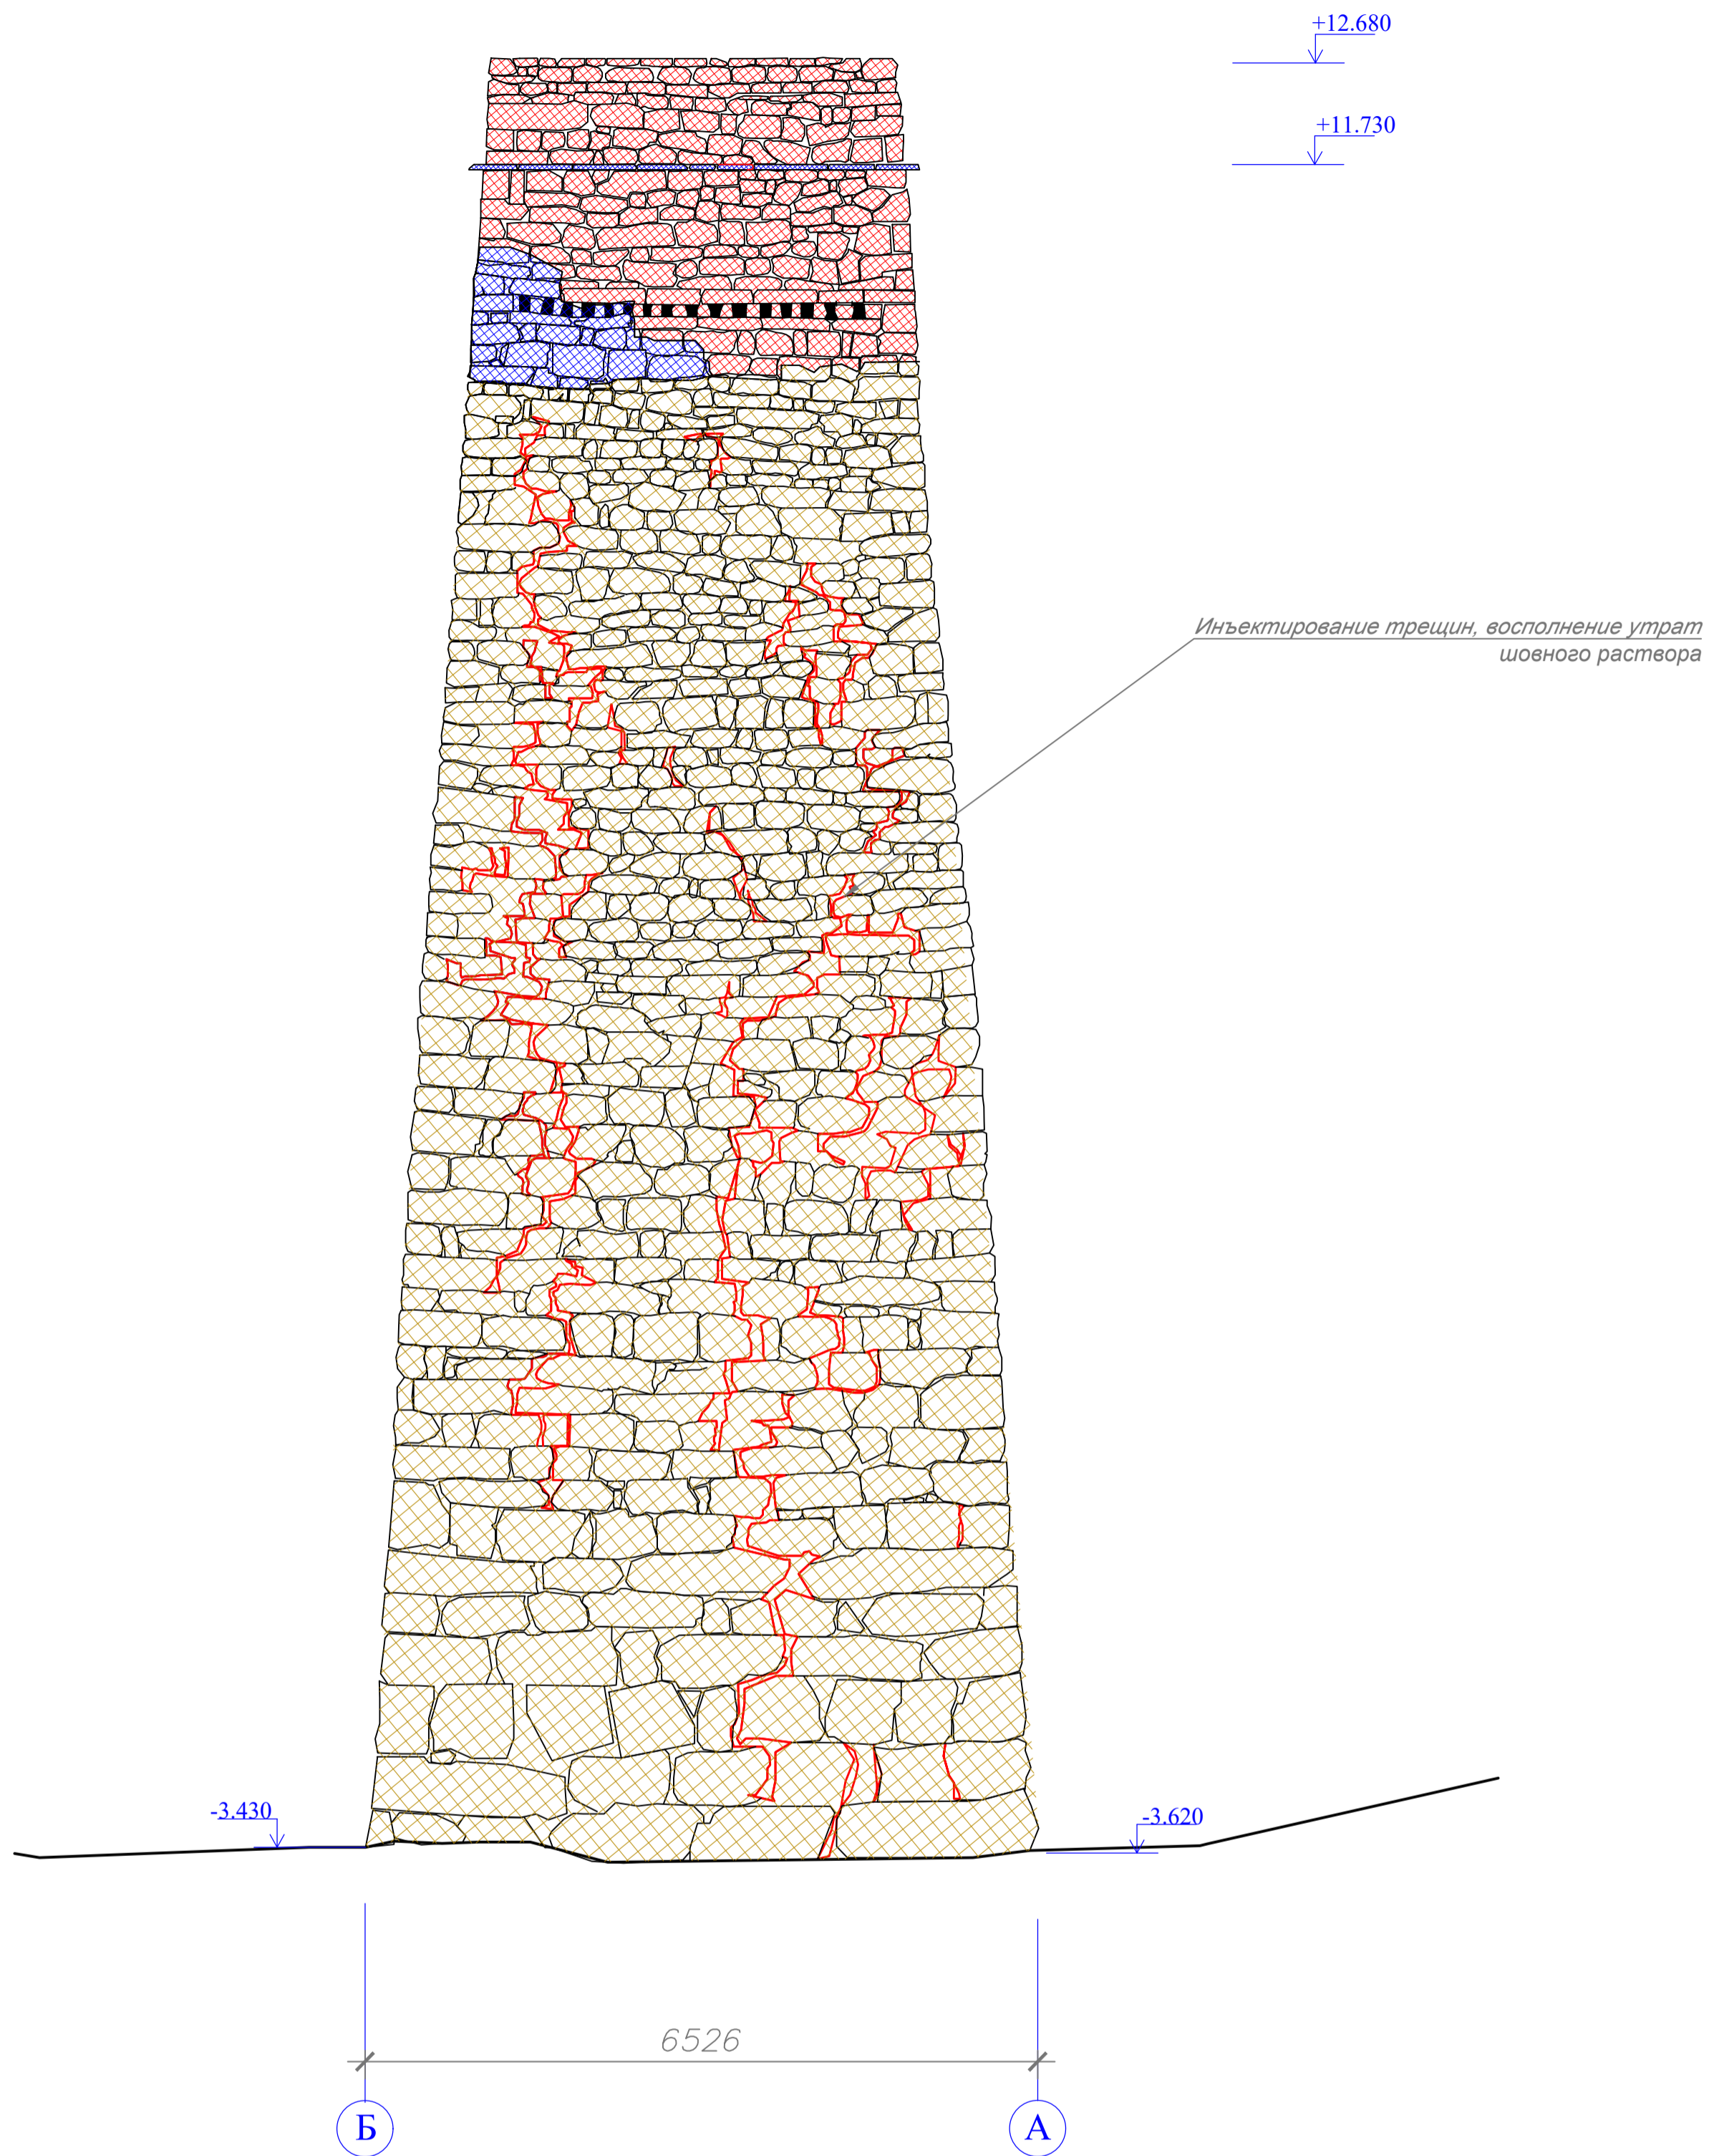 +12.680
+11.730
Инъектирование трещин, восполнение утрат
шовного раствора
-3.430
-3.620
6526
Б
А